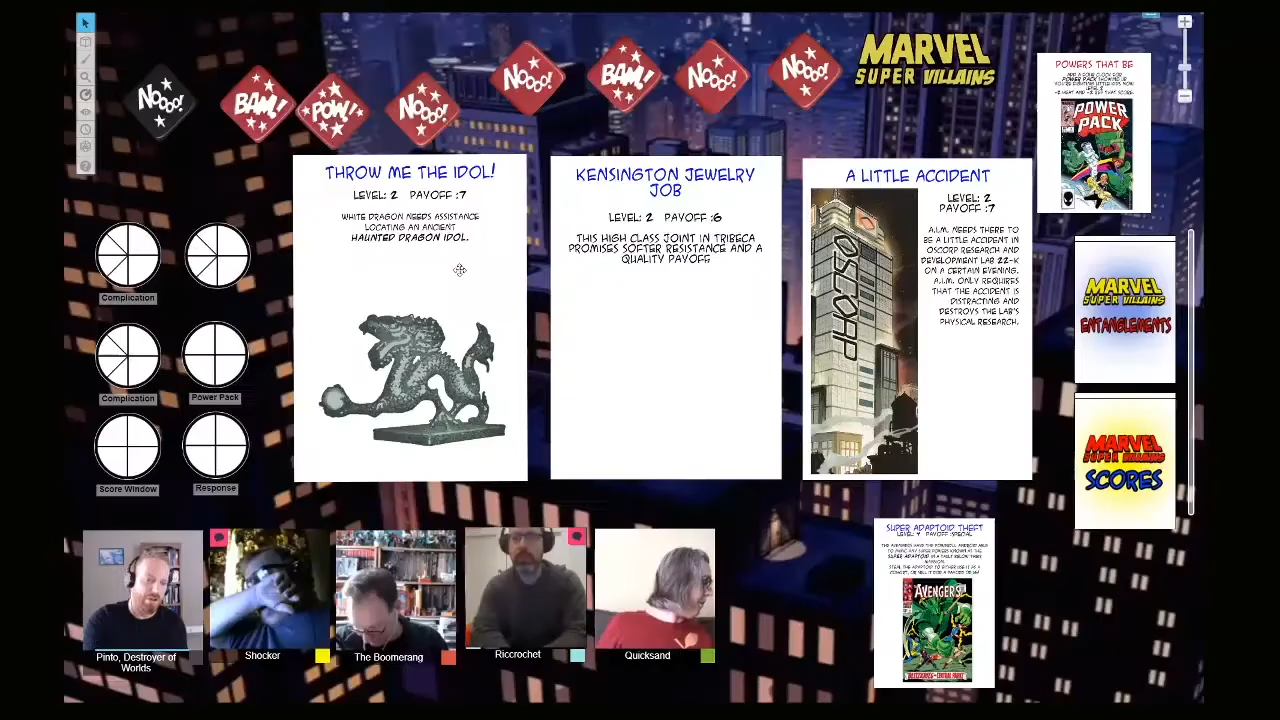 NOOO!
BAM!
POW!
NOOO!
NOOO!
BAM!
NOOO!
NOOO!
MARVEL
SUPER VILLAINS
POWERS THAT BE
POWER
PACK
THROW ME THE IDOL!
LEVEL: 2 PAYOFF :7
WHITE DRAGON NEEDS ASSISTANCE
LOCATING AN ANCIENT
HAUNTED DRAGON IDOL.
KENSINGTON JEWELRY
JOB
LEVEL: 2 PAYOFF :6
THIS HIGH CLASS JOINT IN TRIBECA
PROMISES SOFTER RESISTANCE AND A
QUALITY PAYOFF
A LITTLE ACCIDENT
LEVEL: 2
PAYOFF :7
A.I.M. NEEDS THERE TO
BE A LITTLE ACCIDENT IN
OSCORP RESEARCH AND
DEVELOPMENT LAB 22-K
ON A CERTAIN EVENING.
A.I.M. ONLY REQUIRES
THAT THE ACCIDENT IS
DISTRACTING AND
DESTROYS THE LAB'S
PHYSICAL RESEARCH.
OSCORP
MARVEL
SUPER VILLAINS
ENTANGLEMENTS
MARVEL
SUPER VILLAINS
SCORES
Complication
Complication
Power Pack
Score Window
Response
SUPER ADAPTOID THEFT
LEVEL: 4 PAYOFF :SPECIAL
THE AVENGERS
Pinto, Destroyer of
Worlds
Shocker
The Boomerang
Riccrochet
Quicksand